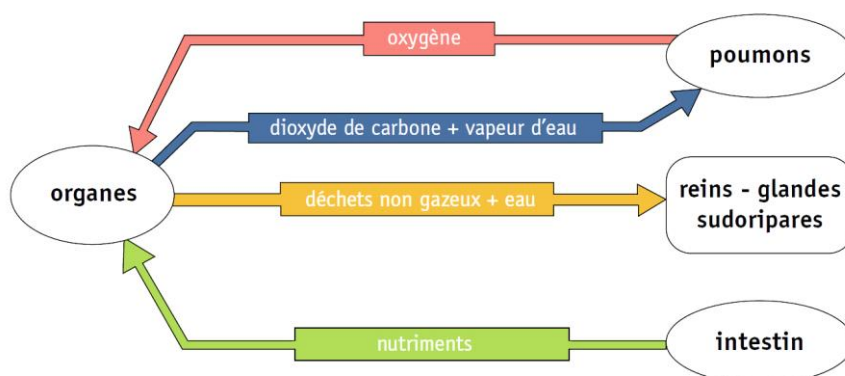 oxygène
poumons
dioxyde de carbone + vapeur d'eau
organes
déchets non gazeux + eau
reins - glandes
sudoripares
nutriments
intestin